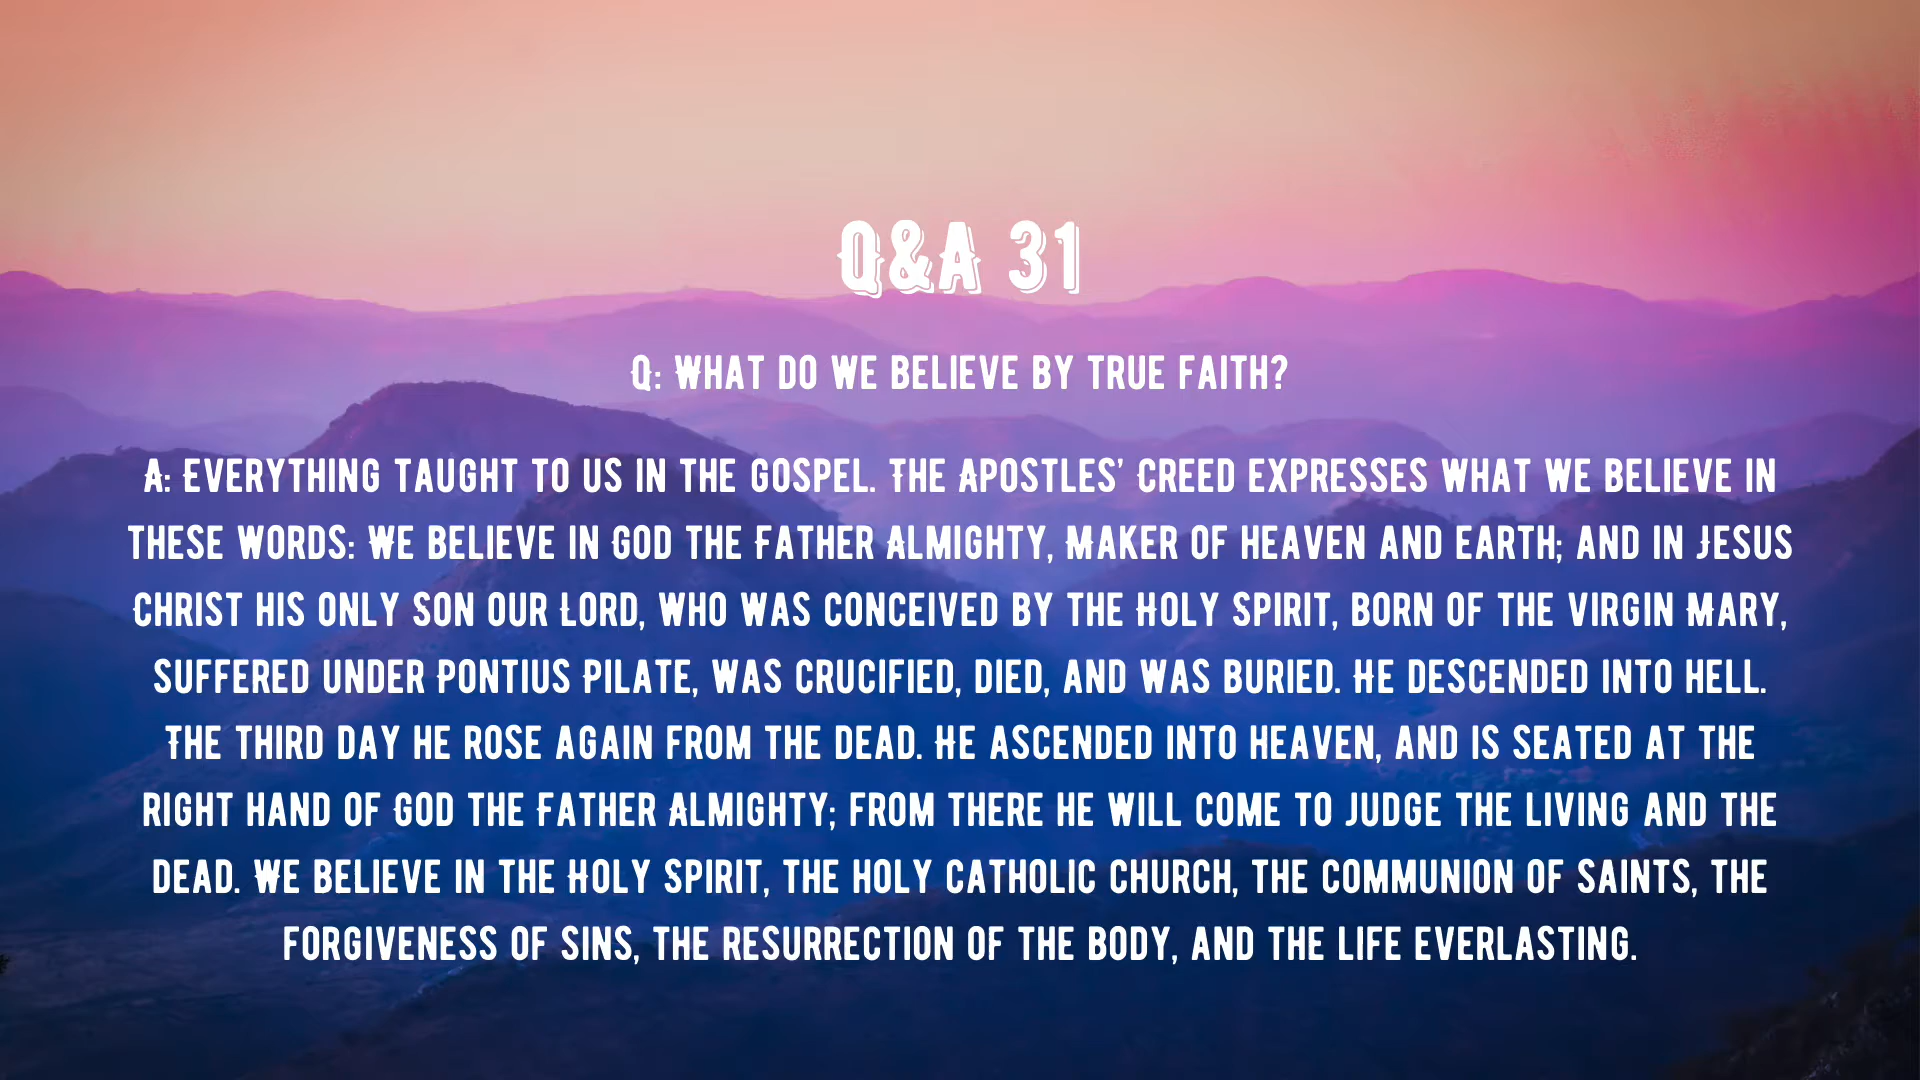 Q&A 31
Q: What do we believe by true faith?
A: Everything taught to us in the gospel. The Apostles’ Creed expresses what we believe in
these words: We believe in God the Father Almighty, Maker of heaven and earth; and in Jesus
Christ his only Son our Lord, who was conceived by the Holy Spirit, born of the virgin Mary,
suffered under Pontius Pilate, was crucified, died, and was buried. He descended into hell.
The third day he rose again from the dead. He ascended into heaven, and is seated at the
right hand of God the Father Almighty; from there he will come to judge the living and the
dead. We believe in the Holy Spirit, the holy catholic church, the communion of saints, the
forgiveness of sins, the resurrection of the body, and the life everlasting.